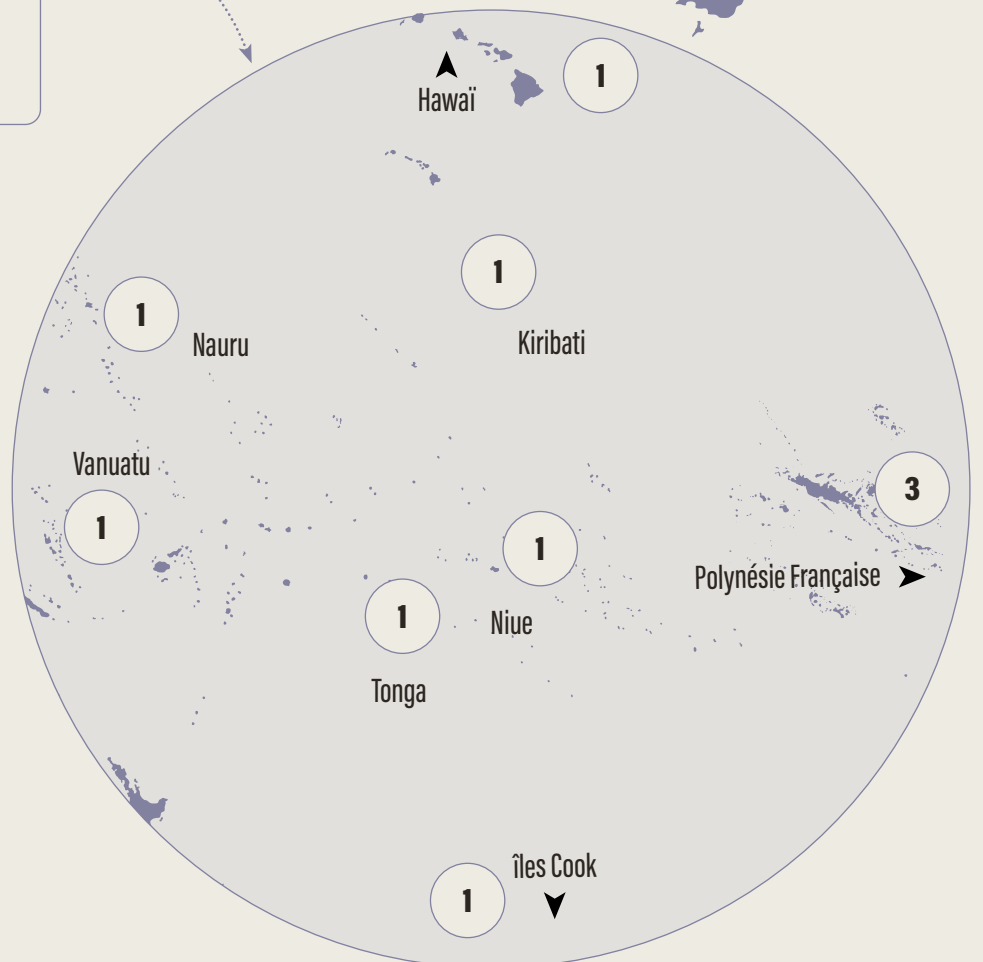 1
Hawaï
1
1
Nauru
Kiribati
Vanuatu
3
1
1
Polynésie Française
1
Niue
Tonga
îles Cook
1